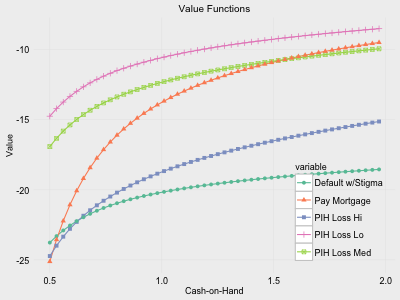 Value Functions
-10
-15
-20
-25
Value
variable
Default w/Stigma
Pay Mortgage
PIH Loss Hi
PIH Loss Lo
PIH Loss Med
0.5
1.0
1.5
2.0
Cash-on-Hand